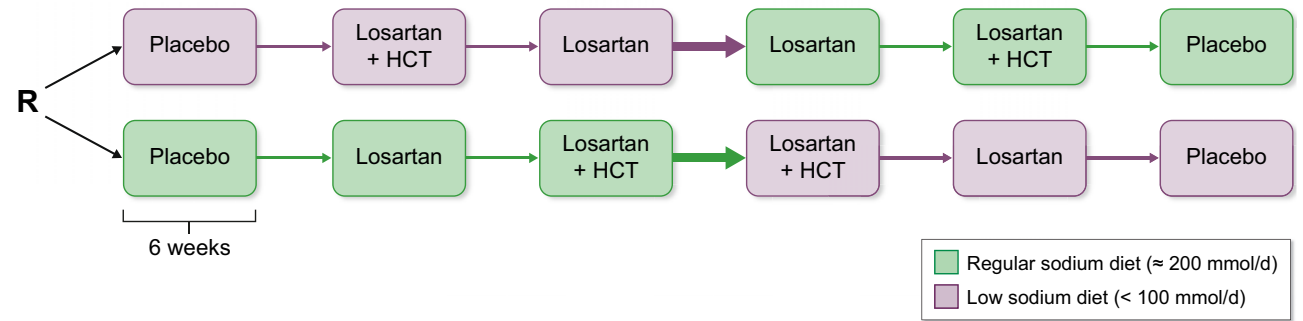 Placebo
Losartan
+ HCT
Losartan
Losartan
Losartan
+ HCT
Placebo
R
Placebo
Losartan
Losartan
+ HCT
Losartan
+ HCT
Losartan
Placebo
6 weeks
Regular sodium diet (≈ 200 mmol/d)
Low sodium diet (< 100 mmol/d)